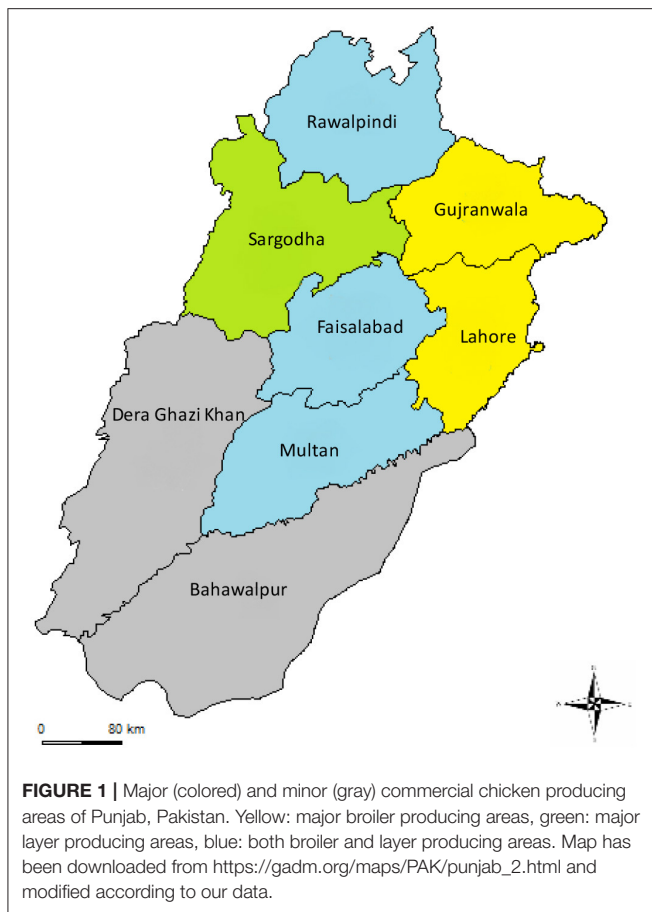 Rawalpindi
Gujranwala
Sargodha
Faisalabad
Lahore
Dera Ghazi Khan
Multan
Bahawalpur
0 80 km
FIGURE 1 | Major (colored) and minor (gray) commercial chicken producing
areas of Punjab, Pakistan. Yellow: major broiler producing areas, green: major
layer producing areas, blue: both broiler and layer producing areas. Map has
been downloaded from https://gadm.org/maps/PAK/punjab_2.html and
modified according to our data.